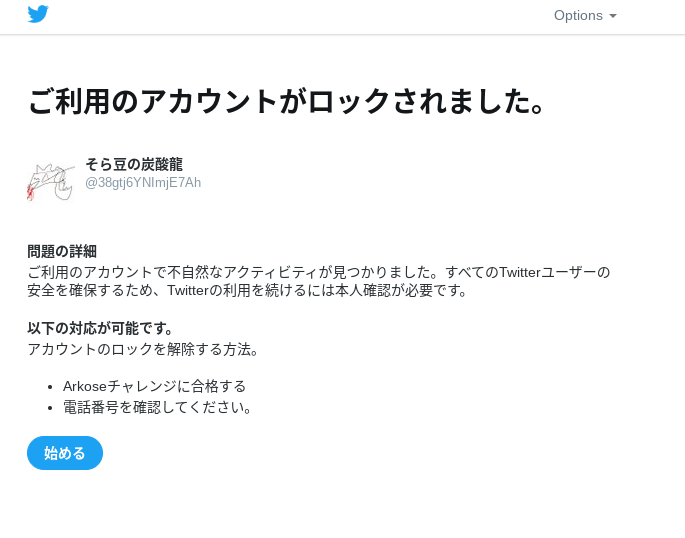 Options
ご利用のアカウントがロックされました。
そら豆の炭酸龍
@38gtj6YNImjE7Ah
問題の詳細
ご利用のアカウントで不自然なアクティビティが見つかりました。すべてのTwitterユーザーの
安全を確保するため、Twitterの利用を続けるには本人確認が必要です。
以下の対応が可能です。
アカウントのロックを解除する方法。
• Arkoseチャレンジに合格する
• 電話番号を確認してください。
始める